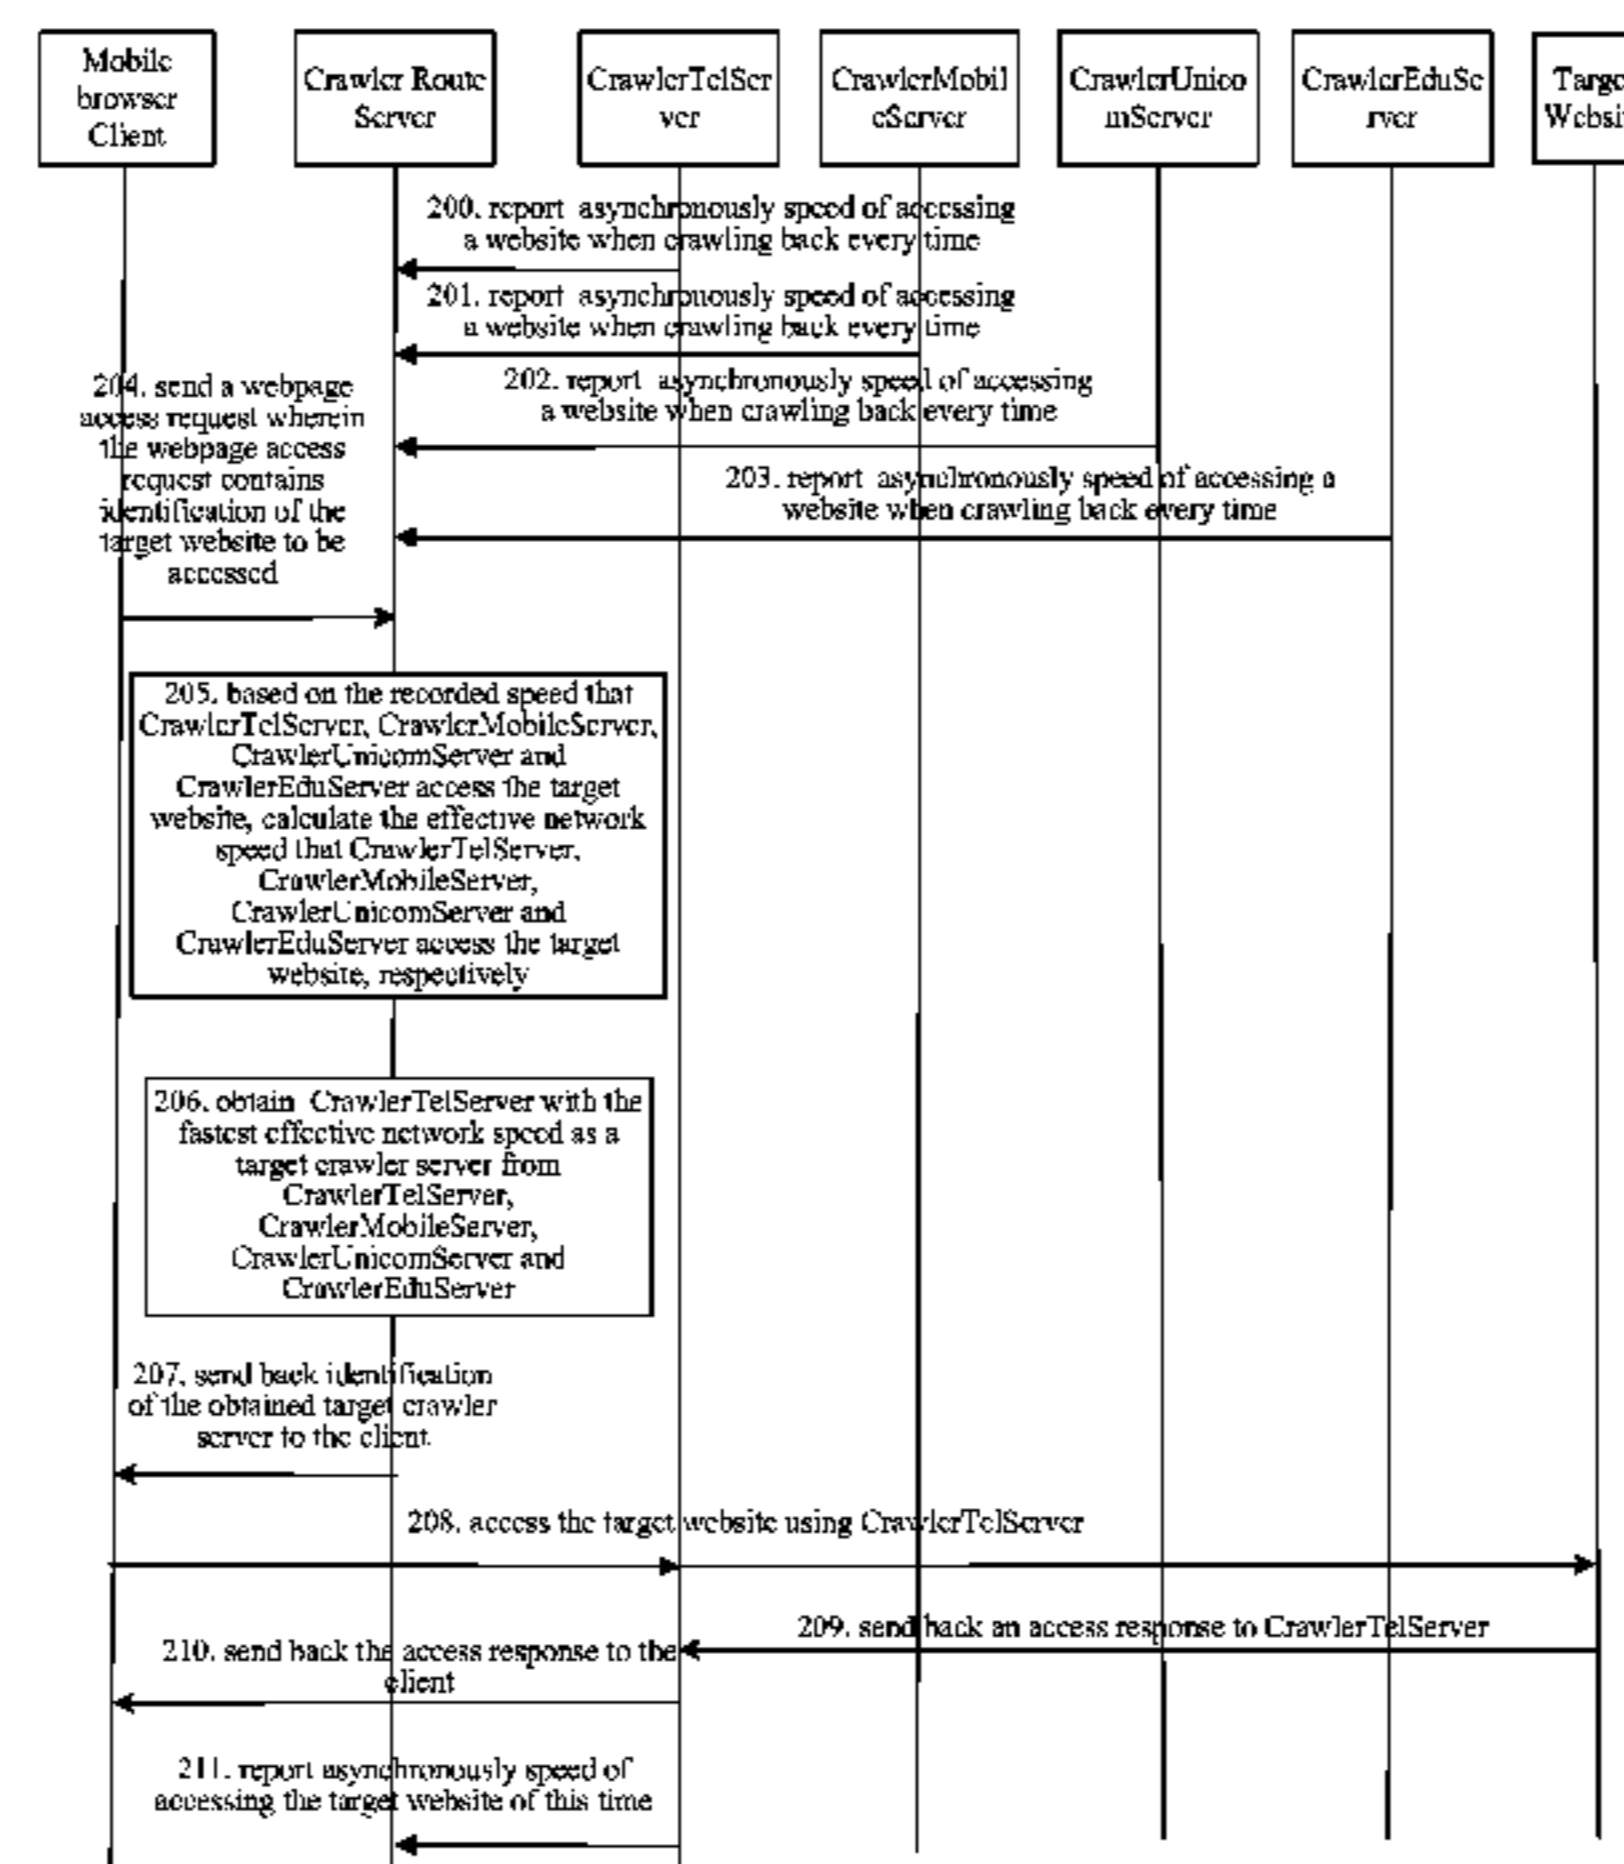 Mobile
browser
Client
Crawler Route
Server
CrawlerTelSer
ver
CrawlerMobil
eServer
CrawlerUnico
mServer
CrawlerEduSe
rver
Targe
Websi
200. report asynchronously speed of accessing
a website when crawling back every time
201. report asynchronously speed of accessing
a website when crawling back every time
202. report asynchronously speed of accessing
a website when crawling back every time
203. report asynchronously speed of accessing a
website when crawling back every time
204. send a webpage
access request wherein
the webpage access
request contains
identification of the
target website to be
accessed
205. based on the recorded speed that
CrawlerTelServer, CrawlerMobileServer,
CrawlerUnicomServer and
CrawlerEduServer access the target
website, calculate the effective network
speed that CrawlerTelServer,
CrawlerMobileServer,
CrawlerUnicomServer and
CrawlerEduServer access the target
website, respectively
206. obtain CrawlerTelServer with the
fastest effective network speed as a
target crawler server from
CrawlerTelServer,
CrawlerMobileServer,
CrawlerUnicomServer and
CrawlerEduServer
207. send back identification
of the obtained target crawler
server to the client.
208. access the target website using CrawlerTelServer
209. send back an access response to CrawlerTelServer
210. send back the access response to the
client
211. report asynchronously speed of
accessing the target website of this time